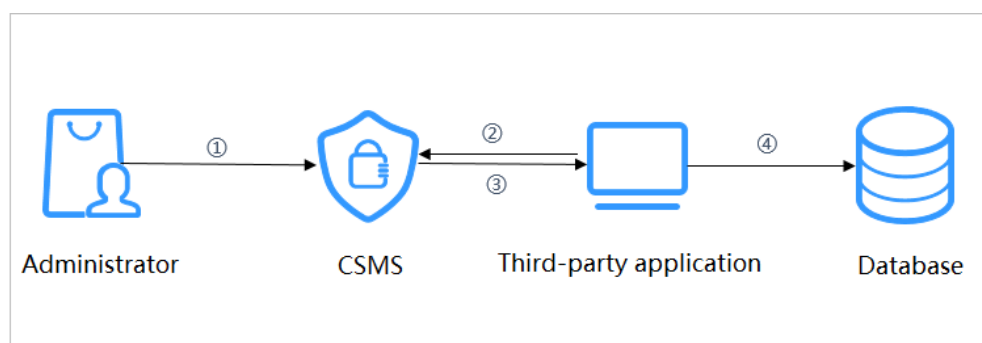 ①
②
③
④
Administrator
CSMS
Third-party application
Database